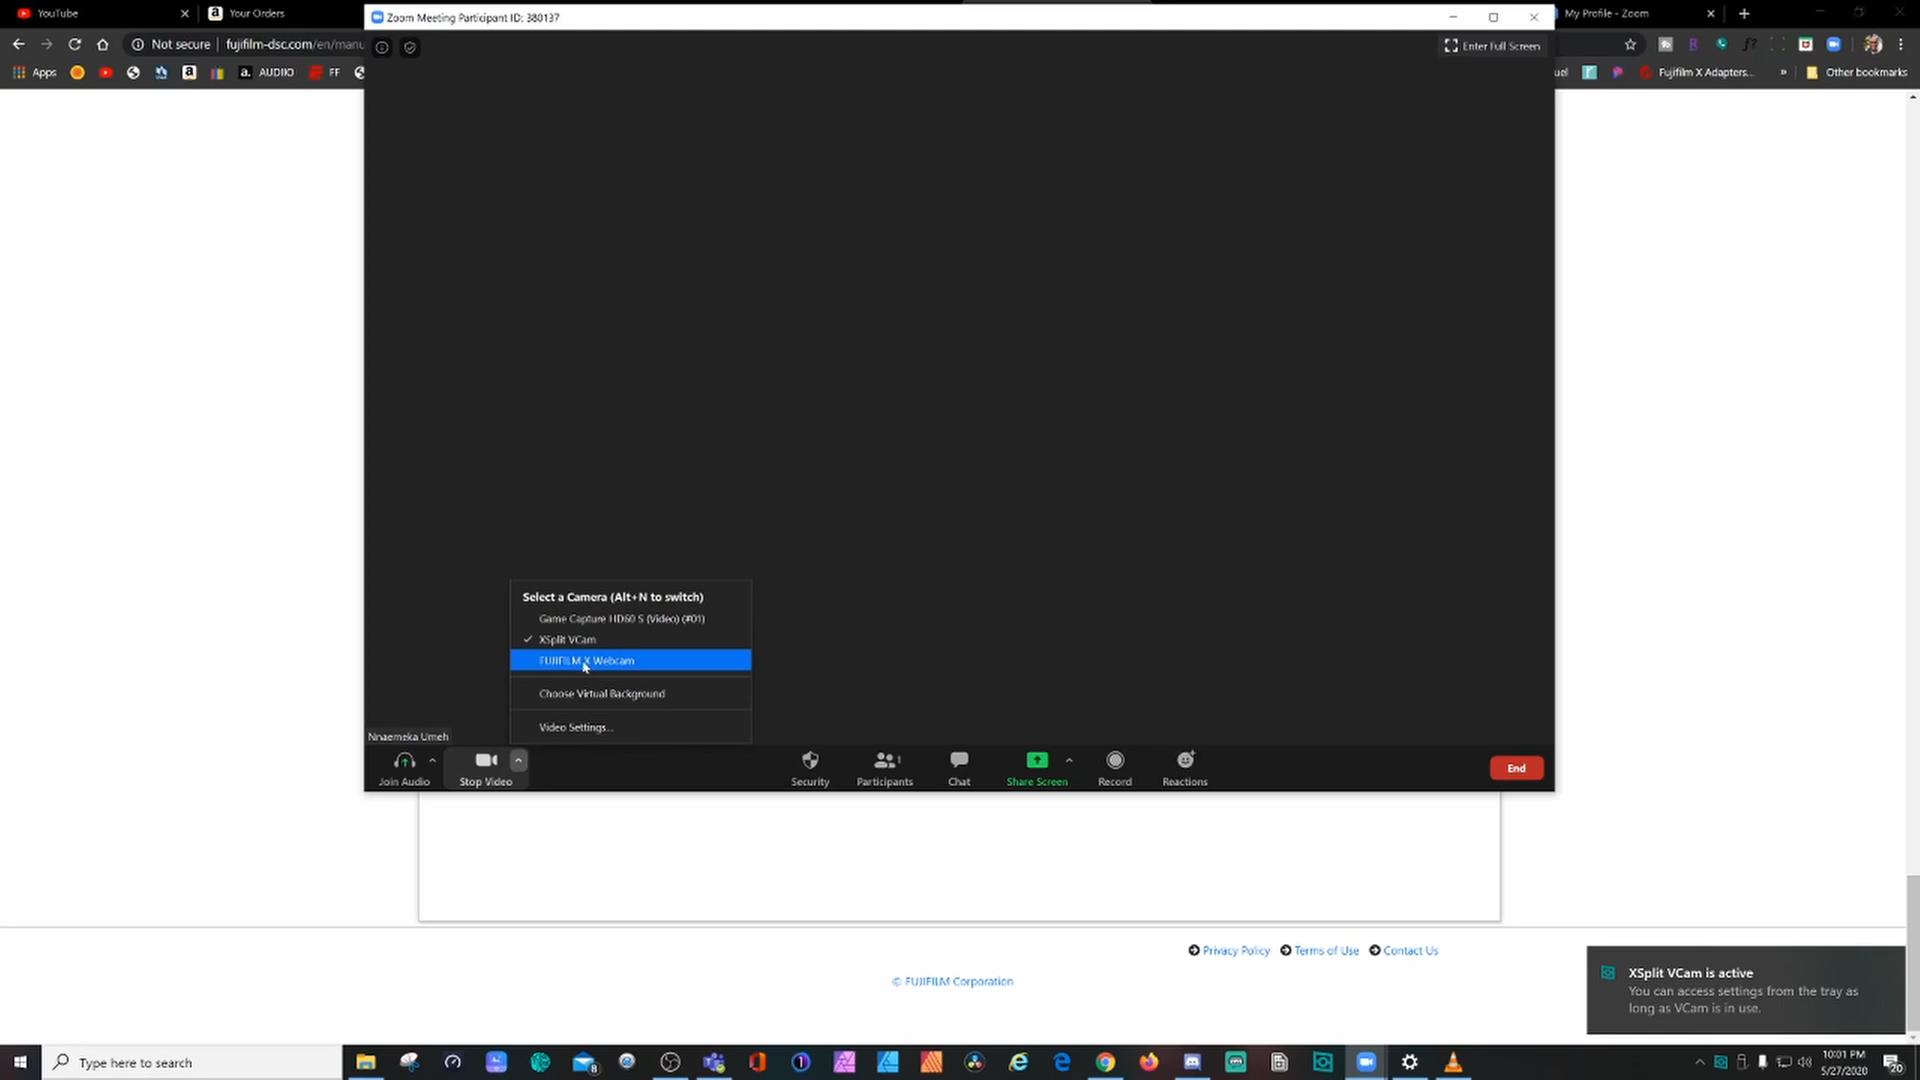 YouTube
Your Orders
Zoom Meeting Participant ID: 380137
My Profile - Zoom
Not secure
fujifilm-dsc.com/en/manu
Enter Full Screen
Apps
AUDIIO
FF
uel
Fujifilm X Adapters...
»
Other bookmarks
Select a Camera (Alt+N to switch)
Game Capture HD60 S (Video) (#01)
XSplit VCam
FUJIFILM X Webcam
Choose Virtual Background
Video Settings...
Nnaemeka Umeh
Join Audio
Stop Video
Security
1
Participants
Chat
Share Screen
Record
Reactions
End
Privacy Policy
Terms of Use
Contact Us
© FUJIFILM Corporation
XSplit VCam is active
You can access settings from the tray as
long as VCam is in use.
Type here to search
8
10:01 PM
5/27/2020
20